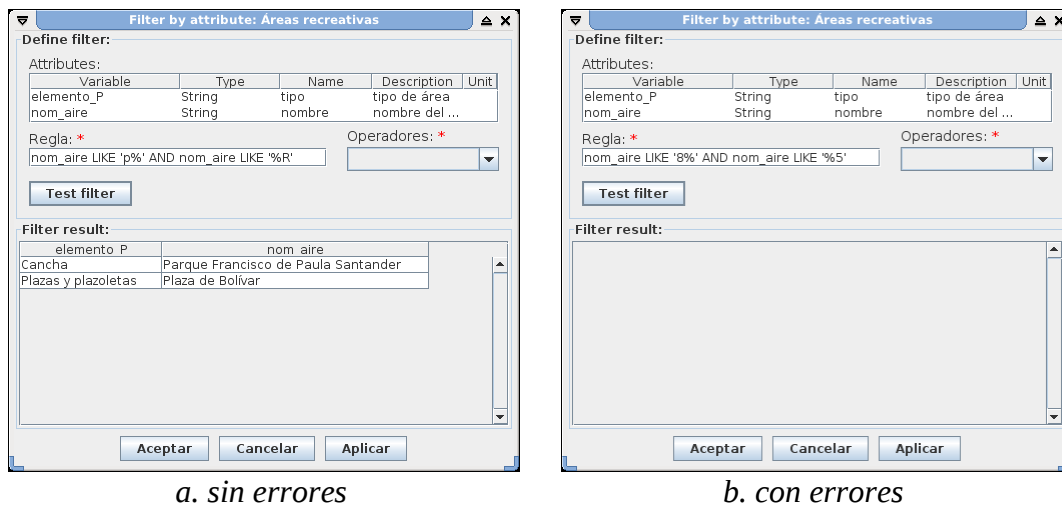 Filter by attribute: Áreas recreativas
Define filter:
Attributes:
Variable Type Name Description Unit
elemento_P String tipo tipo de área
nom_aire String nombre nombre del ...
Regla: * Operadores: *
nom_aire LIKE 'p%' AND nom_aire LIKE '%R'
Test filter
Filter result:
elemento_P nom_aire
Cancha Parque Francisco de Paula Santander
Plazas y plazoletas Plaza de Bolívar
Aceptar Cancelar Aplicar
a. sin errores
Filter by attribute: Áreas recreativas
Define filter:
Attributes:
Variable Type Name Description Unit
elemento_P String tipo tipo de área
nom_aire String nombre nombre del ...
Regla: * Operadores: *
nom_aire LIKE '8%' AND nom_aire LIKE '%5'
Test filter
Filter result:
Aceptar Cancelar Aplicar
b. con errores